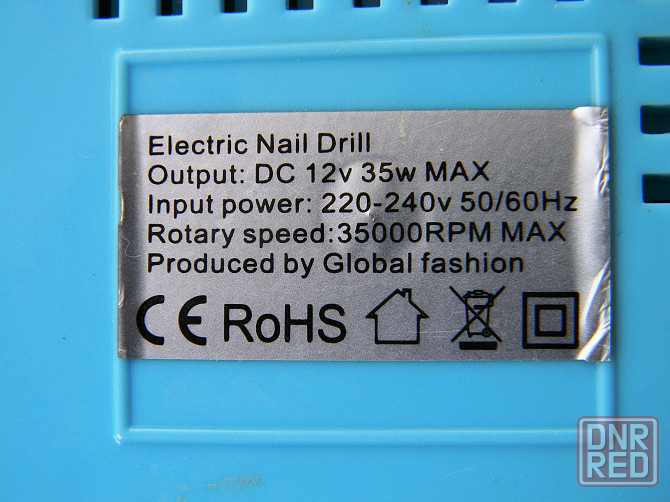 Electric Nail Drill
Output: DC 12v 35w MAX
Input power: 220-240v 50/60Hz
Rotary speed:35000RPM MAX
Produced by Global fashion
CE RoHS
DNR
RED